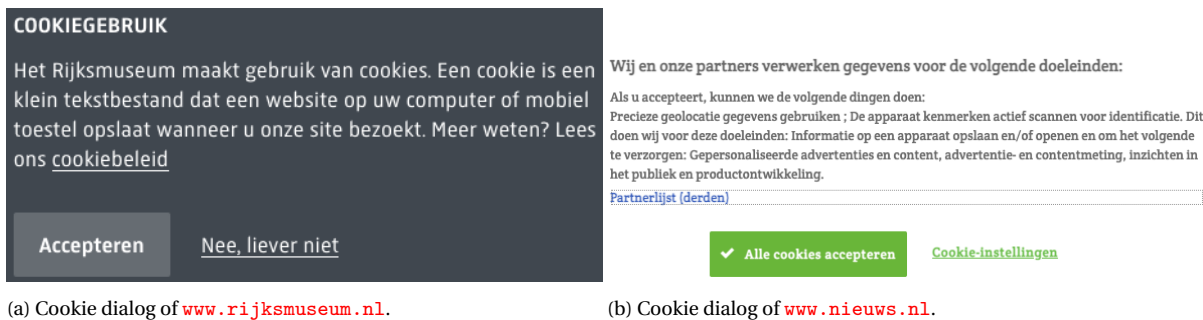 COOKIEGEBRUIK
Het Rijksmuseum maakt gebruik van cookies. Een cookie is een
klein tekstbestand dat een website op uw computer of mobiel
toestel opslaat wanneer u onze site bezoekt. Meer weten? Lees
ons cookiebeleid
Accepteren Nee, liever niet
(a) Cookie dialog of www.rijksmuseum.nl.
Wij en onze partners verwerken gegevens voor de volgende doeleinden:
Als u accepteert, kunnen we de volgende dingen doen:
Precieze geolocatie gegevens gebruiken ; De apparaat kenmerken actief scannen voor identificatie. Dit
doen wij voor deze doeleinden: Informatie op een apparaat opslaan en/of openen en om het volgende
te verzorgen: Gepersonaliseerde advertenties en content, advertentie- en contentmeting, inzichten in
het publiek en productontwikkeling.
Partnerlijst (derden)
✓ Alle cookies accepteren Cookie-instellingen
(b) Cookie dialog of www.nieuws.nl.